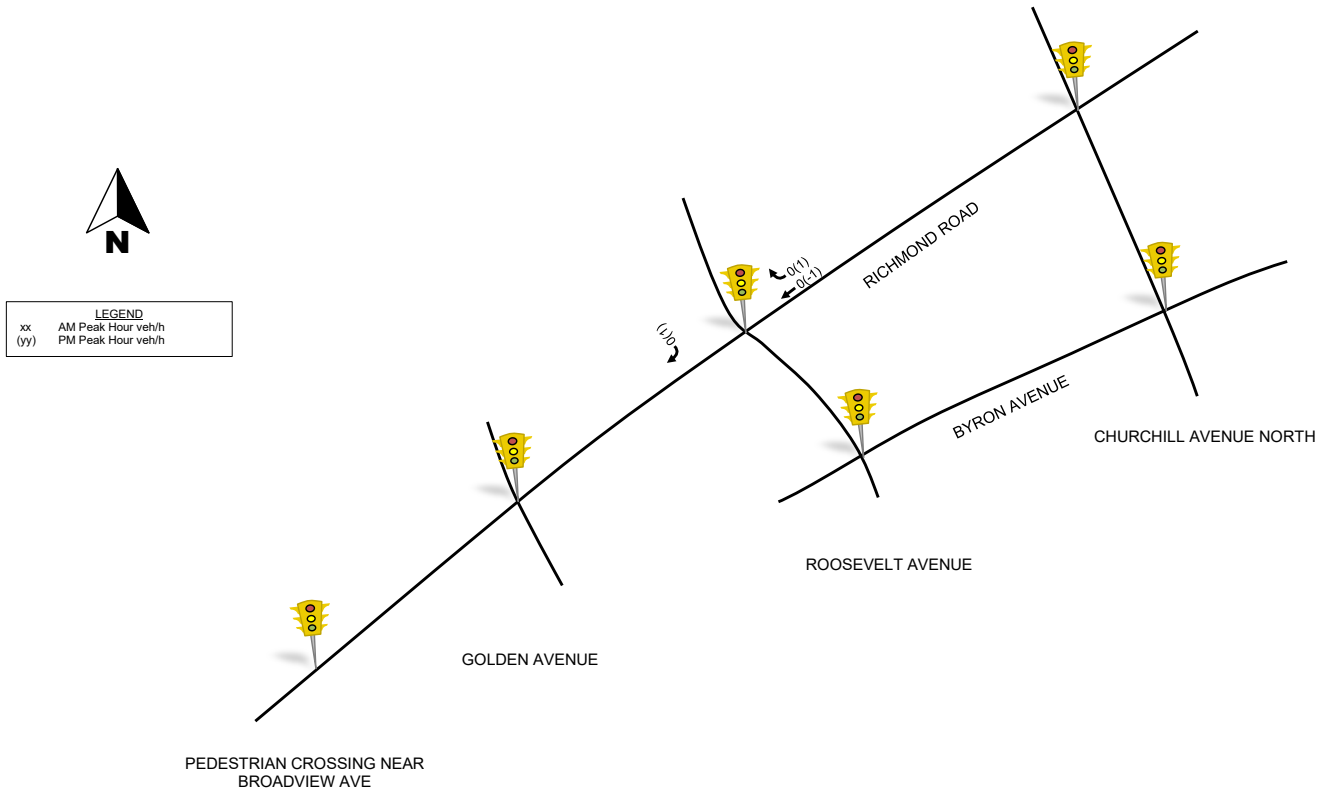 0(1)
0(-1)
RICHMOND ROAD
N
0(1)
LEGEND
xx AM Peak Hour veh/h
(yy) PM Peak Hour veh/h
BYRON AVENUE
CHURCHILL AVENUE NORTH
ROOSEVELT AVENUE
GOLDEN AVENUE
PEDESTRIAN CROSSING NEAR
BROADVIEW AVE